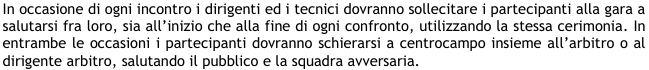 In occasione di ogni incontro i dirigenti ed i tecnici dovranno sollecitare i partecipanti alla gara a
salutarsi fra loro, sia all’inizio che alla fine di ogni confronto, utilizzando la stessa cerimonia. In
entrambe le occasioni i partecipanti dovranno schierarsi a centrocampo insieme all’arbitro o al
dirigente arbitro, salutando il pubblico e la squadra avversaria.